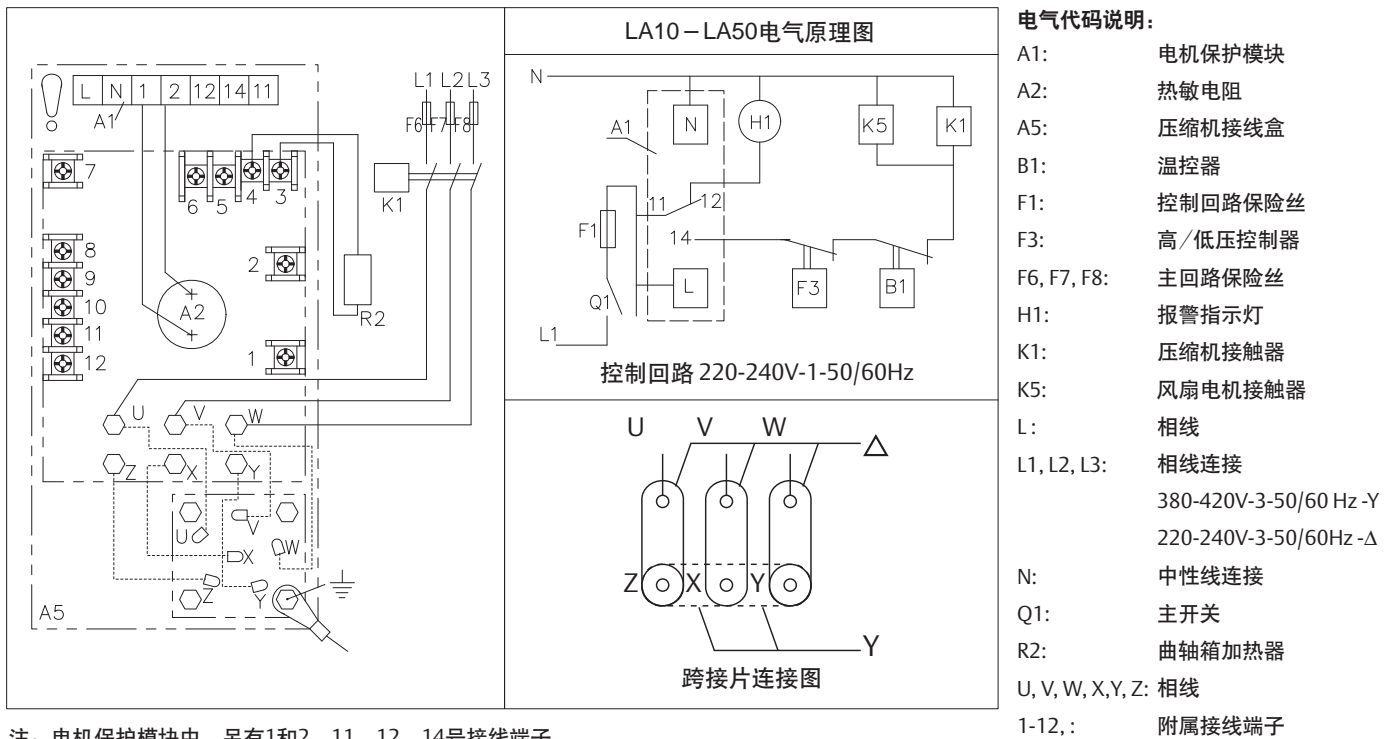 L N 1 2 12 14 11
A1
L1 L2 L3
F6 F7 F8
7
6 5 4 3
K1
8
2
9
10
A2
R2
11
1
12
U V W
Z X Y
U V
X W
Z Y
A5
LA10－LA50电气原理图
N
A1 N H1 K5 K1
11 12
F1
14
Q1 L F3 B1
L1
控制回路 220-240V-1-50/60Hz
U V W
Δ
Z X Y
Y
跨接片连接图
电气代码说明：
A1: 电机保护模块
A2: 热敏电阻
A5: 压缩机接线盒
B1: 温控器
F1: 控制回路保险丝
F3: 高／低压控制器
F6, F7, F8: 主回路保险丝
H1: 报警指示灯
K1: 压缩机接触器
K5: 风扇电机接触器
L : 相线
L1, L2, L3: 相线连接
380-420V-3-50/60 Hz -Y
220-240V-3-50/60Hz -Δ
N: 中性线连接
Q1: 主开关
R2: 曲轴箱加热器
U, V, W, X,Y, Z: 相线
1-12, : 附属接线端子